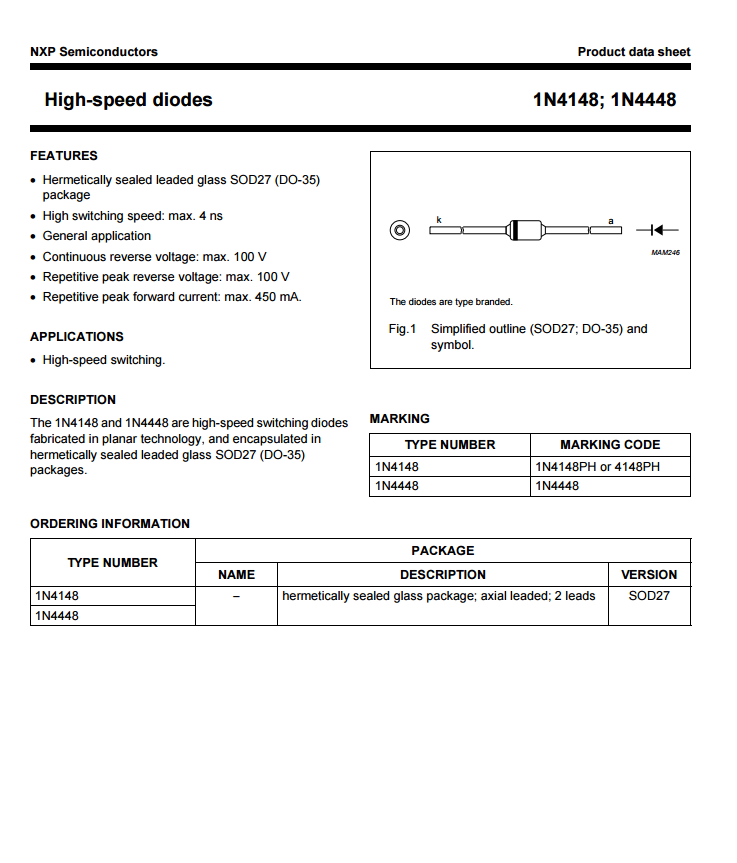 NXP Semiconductors Product data sheet
High-speed diodes 1N4148; 1N4448
FEATURES
• Hermetically sealed leaded glass SOD27 (DO-35)
package
• High switching speed: max. 4 ns
• General application
• Continuous reverse voltage: max. 100 V
• Repetitive peak reverse voltage: max. 100 V
• Repetitive peak forward current: max. 450 mA.
APPLICATIONS
• High-speed switching.
DESCRIPTION
The 1N4148 and 1N4448 are high-speed switching diodes
fabricated in planar technology, and encapsulated in
hermetically sealed leaded glass SOD27 (DO-35)
packages.
k a
MAM246
The diodes are type branded.
Fig.1 Simplified outline (SOD27; DO-35) and
symbol.
MARKING
TYPE NUMBER MARKING CODE
1N4148 1N4148PH or 4148PH
1N4448 1N4448
ORDERING INFORMATION
TYPE NUMBER PACKAGE
NAME DESCRIPTION VERSION
1N4148 – hermetically sealed glass package; axial leaded; 2 leads SOD27
1N4448